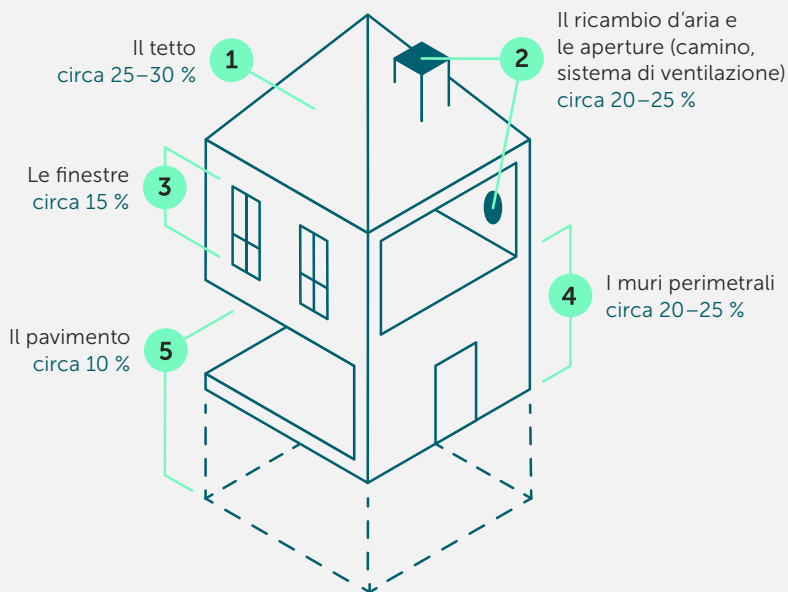 1
Il tetto
circa 25–30 %
2
Il ricambio d’aria e
le aperture (camino,
sistema di ventilazione)
circa 20–25 %
3
Le finestre
circa 15 %
4
I muri perimetrali
circa 20–25 %
5
Il pavimento
circa 10 %